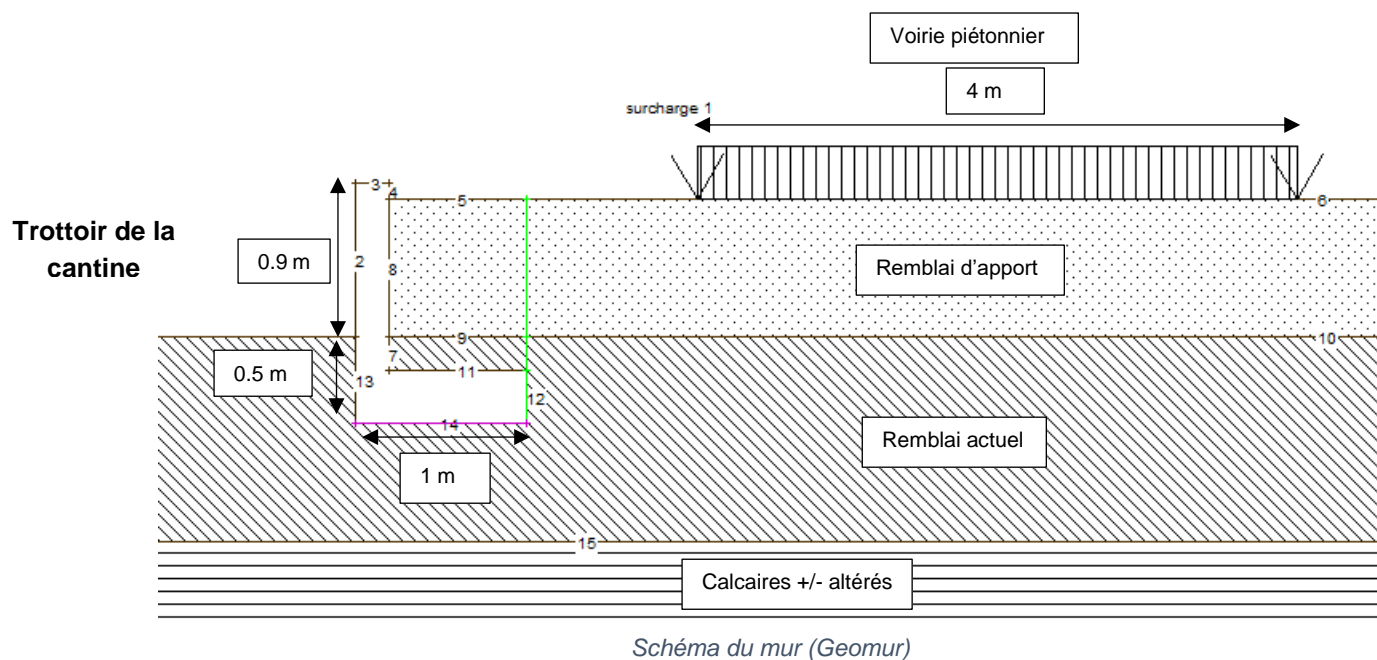 Voirie piétonnier
4 m
surcharge 1
3
4
5
6
Trottoir de la
cantine
0.9 m
2
8
Remblai d’apport
9
10
7
0.5 m
13
11
12
14
Remblai actuel
1 m
15
Calcaires +/- altérés
Schéma du mur (Geomur)